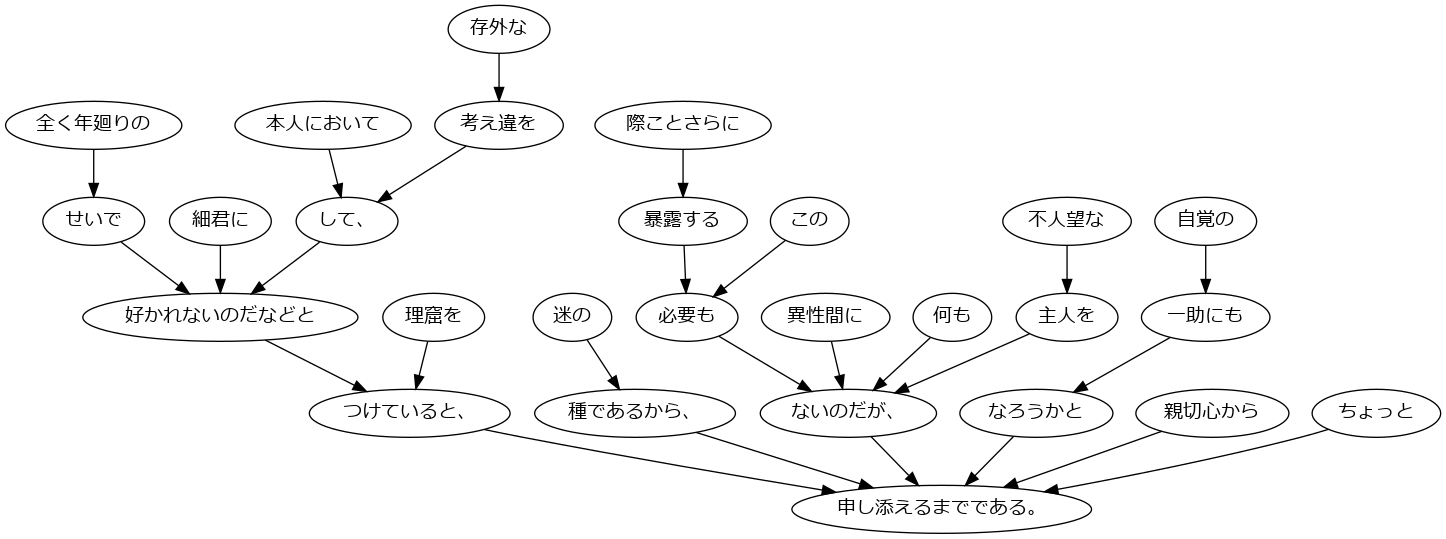 存外な
全く年廻りの
本人において
考え違を
際ことさらに
せいで
細君に
して、
暴露する
この
不人望な
自覚の
好かれないのだなどと
理窟を
迷の
必要も
異性間に
何も
主人を
一助にも
つけていると、
種であるから、
ないのだが、
なろうかと
親切心から
ちょっと
申し添えるまでである。